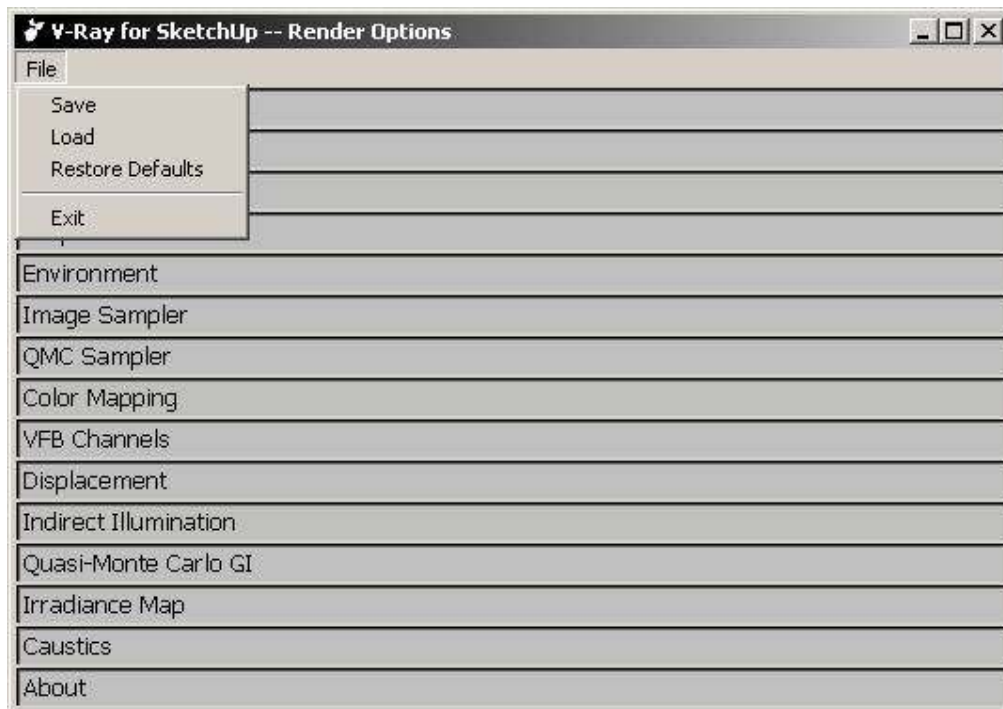 V-Ray for SketchUp -- Render Options
File
Save
Load
Restore Defaults
Exit
Environment
Image Sampler
QMC Sampler
Color Mapping
VFB Channels
Displacement
Indirect Illumination
Quasi-Monte Carlo GI
Irradiance Map
Caustics
About